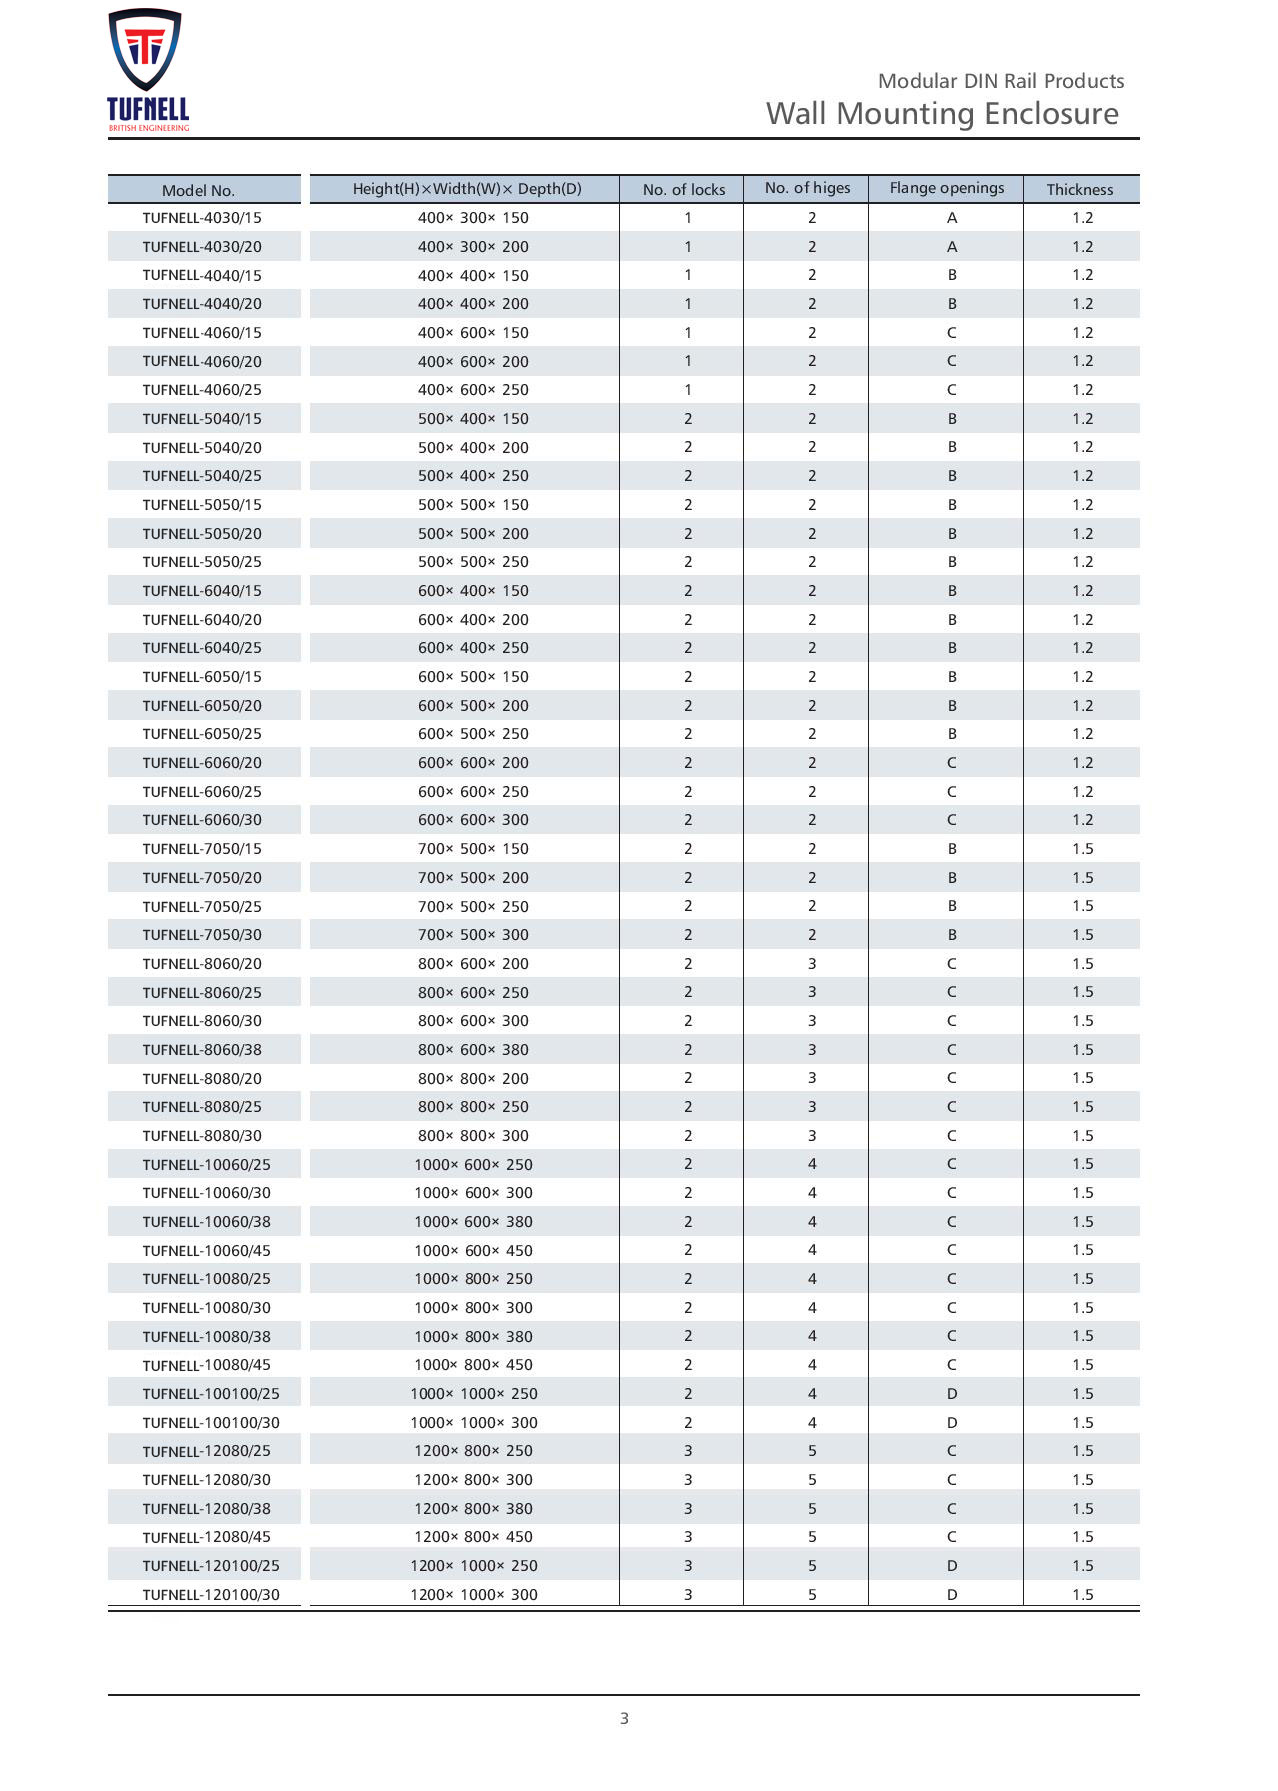 TUFNELL
BRITISH ENGINEERING
Modular DIN Rail Products
Wall Mounting Enclosure
Model No. Height(H)×Width(W)× Depth(D) No. of locks No. of higes Flange openings Thickness
TUFNELL-4030/15 400× 300× 150 1 2 A 1.2
TUFNELL-4030/20 400× 300× 200 1 2 A 1.2
TUFNELL-4040/15 400× 400× 150 1 2 B 1.2
TUFNELL-4040/20 400× 400× 200 1 2 B 1.2
TUFNELL-4060/15 400× 600× 150 1 2 C 1.2
TUFNELL-4060/20 400× 600× 200 1 2 C 1.2
TUFNELL-4060/25 400× 600× 250 1 2 C 1.2
TUFNELL-5040/15 500× 400× 150 2 2 B 1.2
TUFNELL-5040/20 500× 400× 200 2 2 B 1.2
TUFNELL-5040/25 500× 400× 250 2 2 B 1.2
TUFNELL-5050/15 500× 500× 150 2 2 B 1.2
TUFNELL-5050/20 500× 500× 200 2 2 B 1.2
TUFNELL-5050/25 500× 500× 250 2 2 B 1.2
TUFNELL-6040/15 600× 400× 150 2 2 B 1.2
TUFNELL-6040/20 600× 400× 200 2 2 B 1.2
TUFNELL-6040/25 600× 400× 250 2 2 B 1.2
TUFNELL-6050/15 600× 500× 150 2 2 B 1.2
TUFNELL-6050/20 600× 500× 200 2 2 B 1.2
TUFNELL-6050/25 600× 500× 250 2 2 B 1.2
TUFNELL-6060/20 600× 600× 200 2 2 C 1.2
TUFNELL-6060/25 600× 600× 250 2 2 C 1.2
TUFNELL-6060/30 600× 600× 300 2 2 C 1.2
TUFNELL-7050/15 700× 500× 150 2 2 B 1.5
TUFNELL-7050/20 700× 500× 200 2 2 B 1.5
TUFNELL-7050/25 700× 500× 250 2 2 B 1.5
TUFNELL-7050/30 700× 500× 300 2 2 B 1.5
TUFNELL-8060/20 800× 600× 200 2 3 C 1.5
TUFNELL-8060/25 800× 600× 250 2 3 C 1.5
TUFNELL-8060/30 800× 600× 300 2 3 C 1.5
TUFNELL-8060/38 800× 600× 380 2 3 C 1.5
TUFNELL-8080/20 800× 800× 200 2 3 C 1.5
TUFNELL-8080/25 800× 800× 250 2 3 C 1.5
TUFNELL-8080/30 800× 800× 300 2 3 C 1.5
TUFNELL-10060/25 1000× 600× 250 2 4 C 1.5
TUFNELL-10060/30 1000× 600× 300 2 4 C 1.5
TUFNELL-10060/38 1000× 600× 380 2 4 C 1.5
TUFNELL-10060/45 1000× 600× 450 2 4 C 1.5
TUFNELL-10080/25 1000× 800× 250 2 4 C 1.5
TUFNELL-10080/30 1000× 800× 300 2 4 C 1.5
TUFNELL-10080/38 1000× 800× 380 2 4 C 1.5
TUFNELL-10080/45 1000× 800× 450 2 4 C 1.5
TUFNELL-100100/25 1000× 1000× 250 2 4 D 1.5
TUFNELL-100100/30 1000× 1000× 300 2 4 D 1.5
TUFNELL-12080/25 1200× 800× 250 3 5 C 1.5
TUFNELL-12080/30 1200× 800× 300 3 5 C 1.5
TUFNELL-12080/38 1200× 800× 380 3 5 C 1.5
TUFNELL-12080/45 1200× 800× 450 3 5 C 1.5
TUFNELL-120100/25 1200× 1000× 250 3 5 D 1.5
TUFNELL-120100/30 1200× 1000× 300 3 5 D 1.5
3